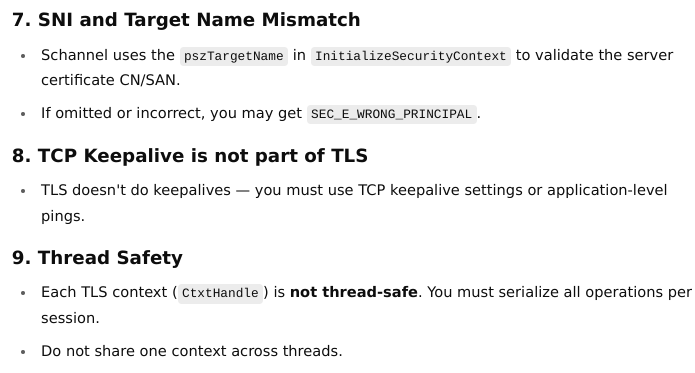 7. SNI and Target Name Mismatch
• Schannel uses the pszTargetName in InitializeSecurityContext to validate the server
certificate CN/SAN.
• If omitted or incorrect, you may get SEC_E_WRONG_PRINCIPAL.
8. TCP Keepalive is not part of TLS
• TLS doesn't do keepalives — you must use TCP keepalive settings or application-level
pings.
9. Thread Safety
• Each TLS context (CtxtHandle) is not thread-safe. You must serialize all operations per
session.
• Do not share one context across threads.